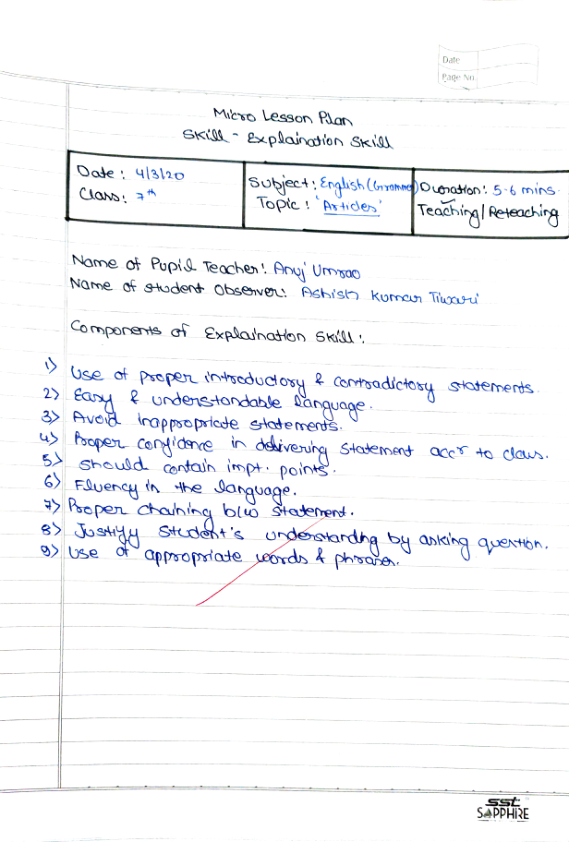 Date
Page No.
Micro Lesson Plan
Skill - Explaination Skill
Date : 4/3/20
Class : 7th
Subject : English (Grammer)
Topic : 'Articles'
Duration : 5-6 mins.
Teaching / Reteaching
Name of Pupil Teacher : Anuj Umrao
Name of student Observer : Ashish Kumar Tiwari
Components of Explaination Skill :
1) Use of proper introductory & contradictory statements.
2) Easy & understandable language.
3) Avoid inappropriate statements.
4) Proper confidance in delivering statement accr to class.
5) Should contain impt. points.
6) Fluency in the language.
7) Proper chaining b/w statement.
8) Justify student's understanding by asking question.
9) Use of appropriate words & phrases.
sst
SAPPHIRE